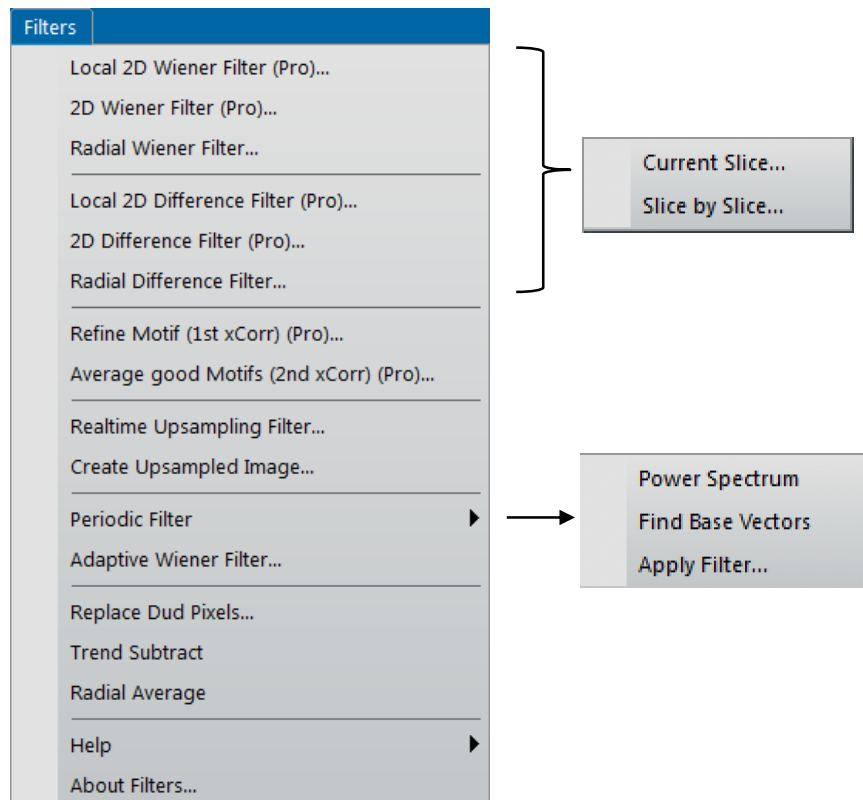 Filters
Local 2D Wiener Filter (Pro)...
2D Wiener Filter (Pro)...
Radial Wiener Filter...
Local 2D Difference Filter (Pro)...
2D Difference Filter (Pro)...
Radial Difference Filter...
Refine Motif (1st xCorr) (Pro)...
Average good Motifs (2nd xCorr) (Pro)...
Realtime Upsampling Filter...
Create Upsampled Image...
Periodic Filter
Adaptive Wiener Filter...
Replace Dud Pixels...
Trend Subtract
Radial Average
Help
About Filters...
Current Slice...
Slice by Slice...
Power Spectrum
Find Base Vectors
Apply Filter...